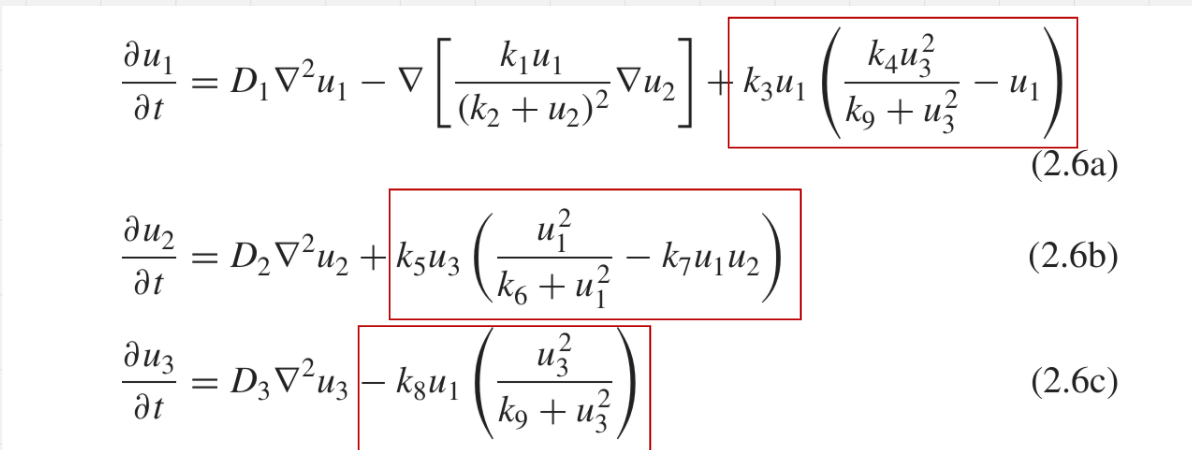 ∂u₁/∂t = D₁∇²u₁ − ∇[k₁u₁/(k₂ + u₂)² ∇u₂] + k₃u₁(k₄u₃²/(k₉ + u₃²) − u₁)
(2.6a)
∂u₂/∂t = D₂∇²u₂ + k₅u₃(u₁²/(k₆ + u₁²) − k₇u₁u₂) (2.6b)
∂u₃/∂t = D₃∇²u₃ − k₈u₁(u₃²/(k₉ + u₃²)) (2.6c)